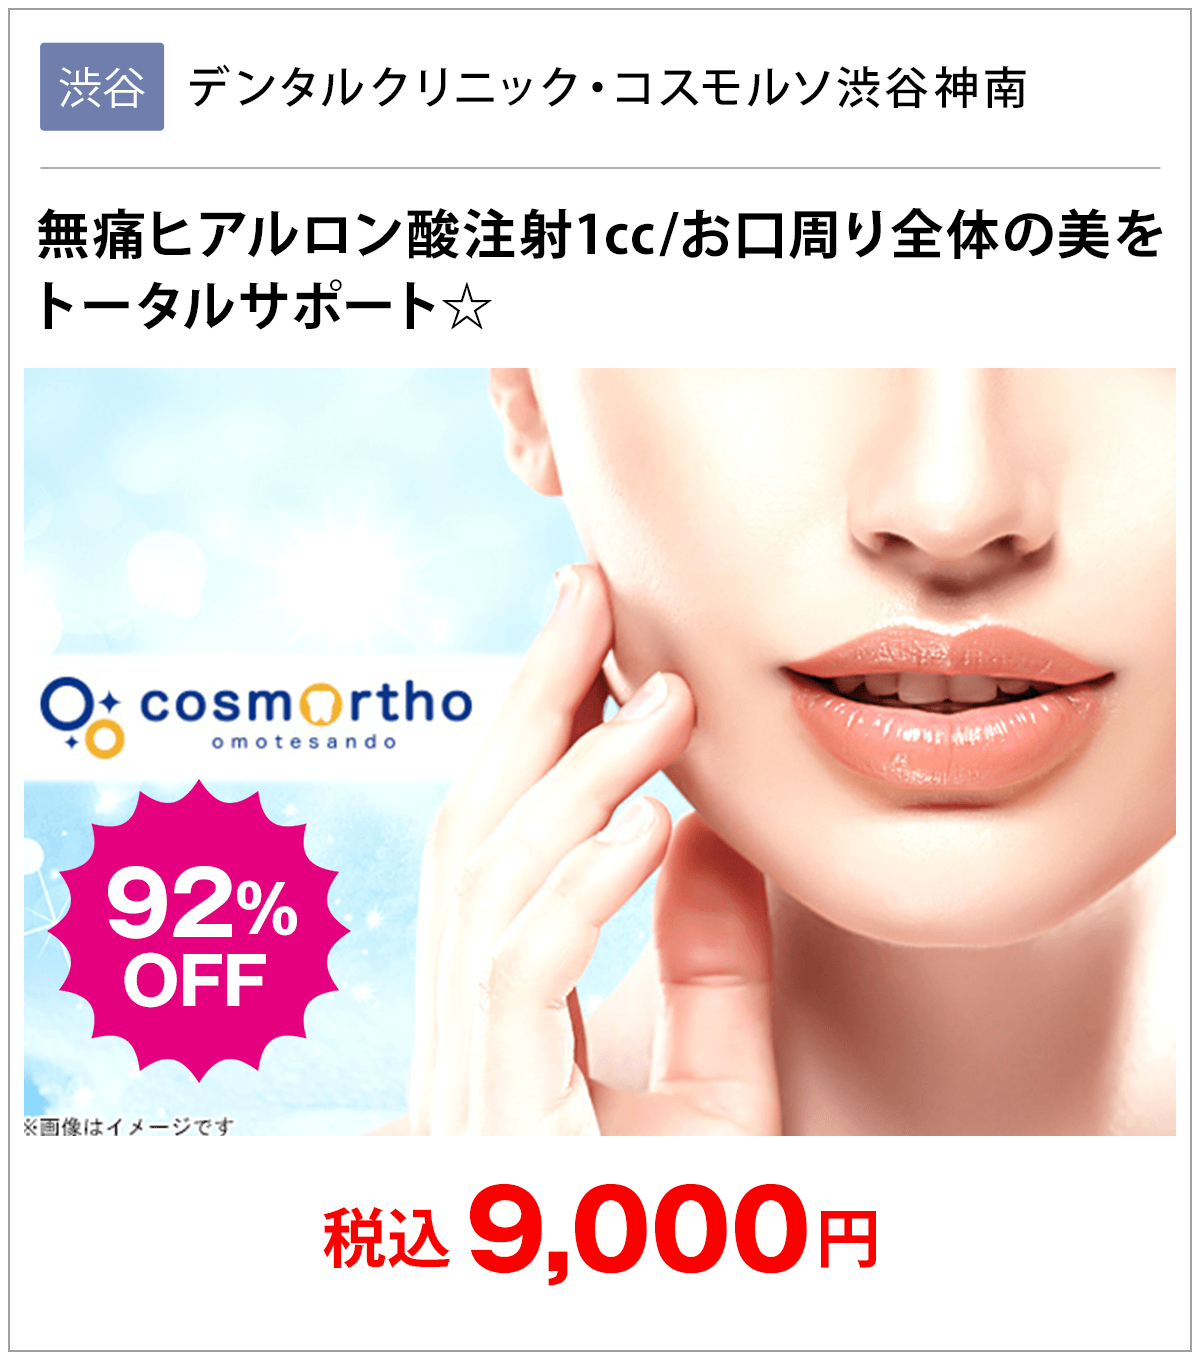 渋谷 デンタルクリニック・コスモルソ渋谷神南
無痛ヒアルロン酸注射1cc/お口周り全体の美を
トータルサポート☆
cosmortho
omotesando
92%
OFF
※画像はイメージです
税込 9,000円